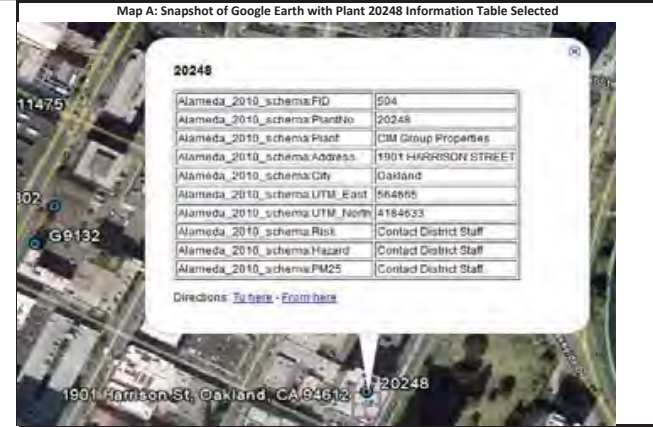 Map A: Snapshot of Google Earth with Plant 20248 Information Table Selected
20248
Alameda_2010_schema:FID 504
Alameda_2010_schema:PlantNo 20248
Alameda_2010_schema:Plant CIM Group Properties
Alameda_2010_schema:Address 1901 HARRISON STREET
Alameda_2010_schema:City Oakland
Alameda_2010_schema:UTM_East 564665
Alameda_2010_schema:UTM_North 4184633
Alameda_2010_schema:Risk Contact District Staff
Alameda_2010_schema:Hazard Contact District Staff
Alameda_2010_schema:PM25 Contact District Staff
Directions: To here - From here
11475
302
G9132
1901 Harrison St, Oakland, CA 94612
20248